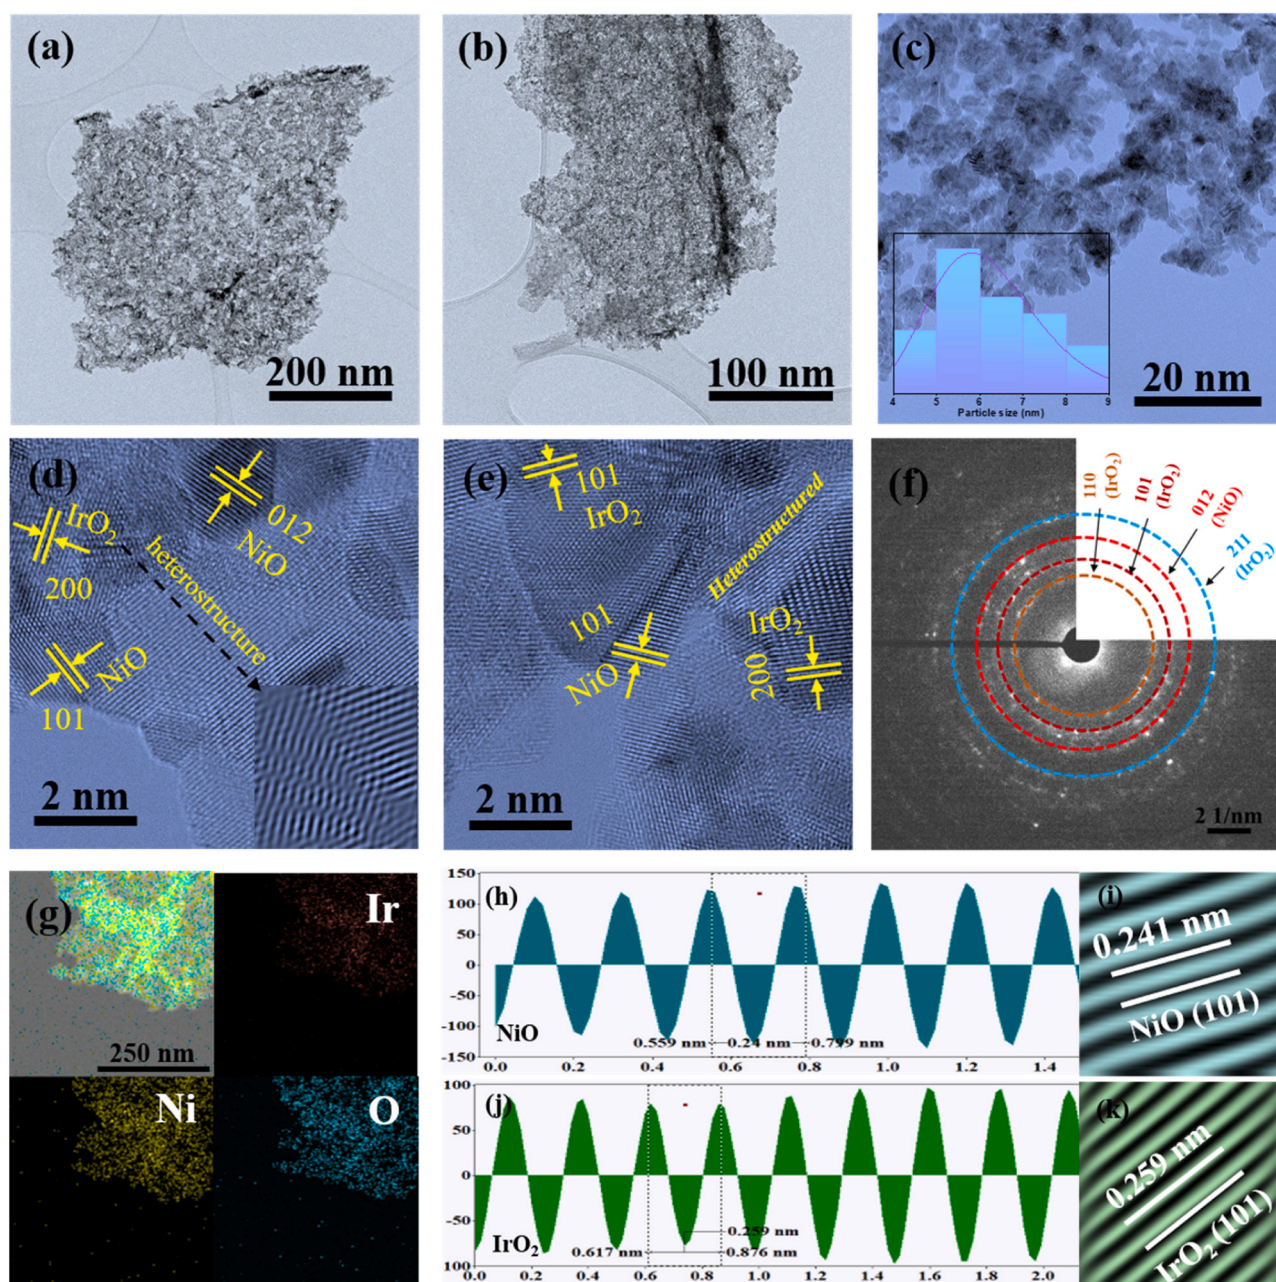 (a)
200 nm
(b)
100 nm
(c)
4 5 6 7 8 9
Particle size (nm)
20 nm
(d)
IrO₂
200
012
NiO
heterostructure
NiO
101
2 nm
(e)
101
IrO₂
Heterostructured
101
NiO
IrO₂
200
2 nm
(f)
110
(IrO₂)
101
(IrO₂)
012
(NiO)
211
(IrO₂)
2 1/nm
(g)
250 nm
Ir
Ni
O
(h)
150
100
50
0
-50
-100
-150
NiO
0.559 nm 0.24 nm 0.799 nm
0.0 0.2 0.4 0.6 0.8 1.0 1.2 1.4
(i)
0.241 nm
NiO (101)
(j)
100
50
0
-50
100
IrO₂
0.259 nm
0.617 nm 0.876 nm
0.0 0.2 0.4 0.6 0.8 1.0 1.2 1.4 1.6 1.8 2.0
(k)
0.259 nm
IrO₂ (101)